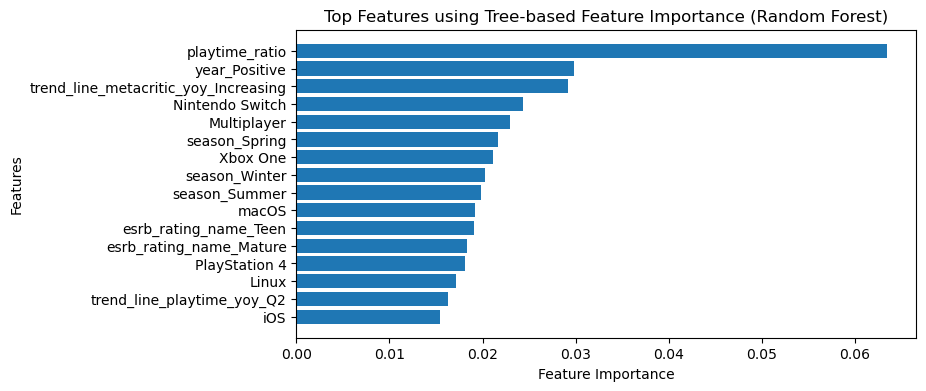 Top Features using Tree-based Feature Importance (Random Forest)
Features
playtime_ratio
year_Positive
trend_line_metacritic_yoy_Increasing
Nintendo Switch
Multiplayer
season_Spring
Xbox One
season_Winter
season_Summer
macOS
esrb_rating_name_Teen
esrb_rating_name_Mature
PlayStation 4
Linux
trend_line_playtime_yoy_Q2
iOS
0.00 0.01 0.02 0.03 0.04 0.05 0.06
Feature Importance